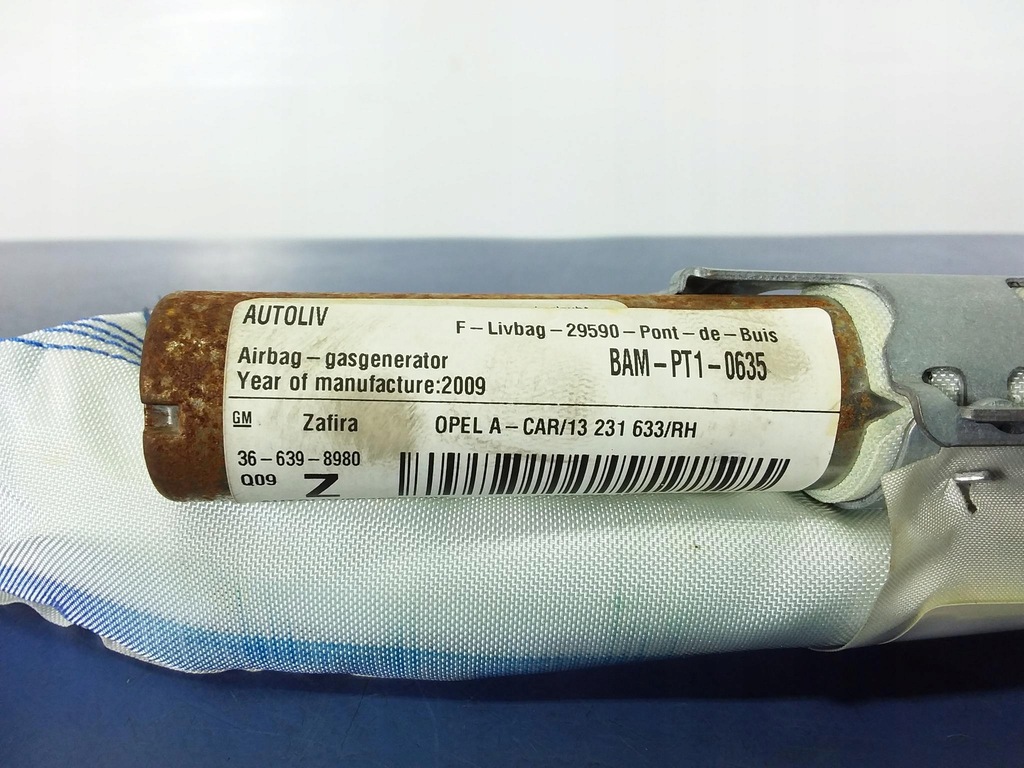 AUTOLIV
F-Livbag-29590-Pont-de-Buis
Airbag-gasgenerator
BAM-PT1-0635
Year of manufacture:2009
GM
Zafira
OPEL A-CAR/13 231 633/RH
36-639-8980
Q09
Z